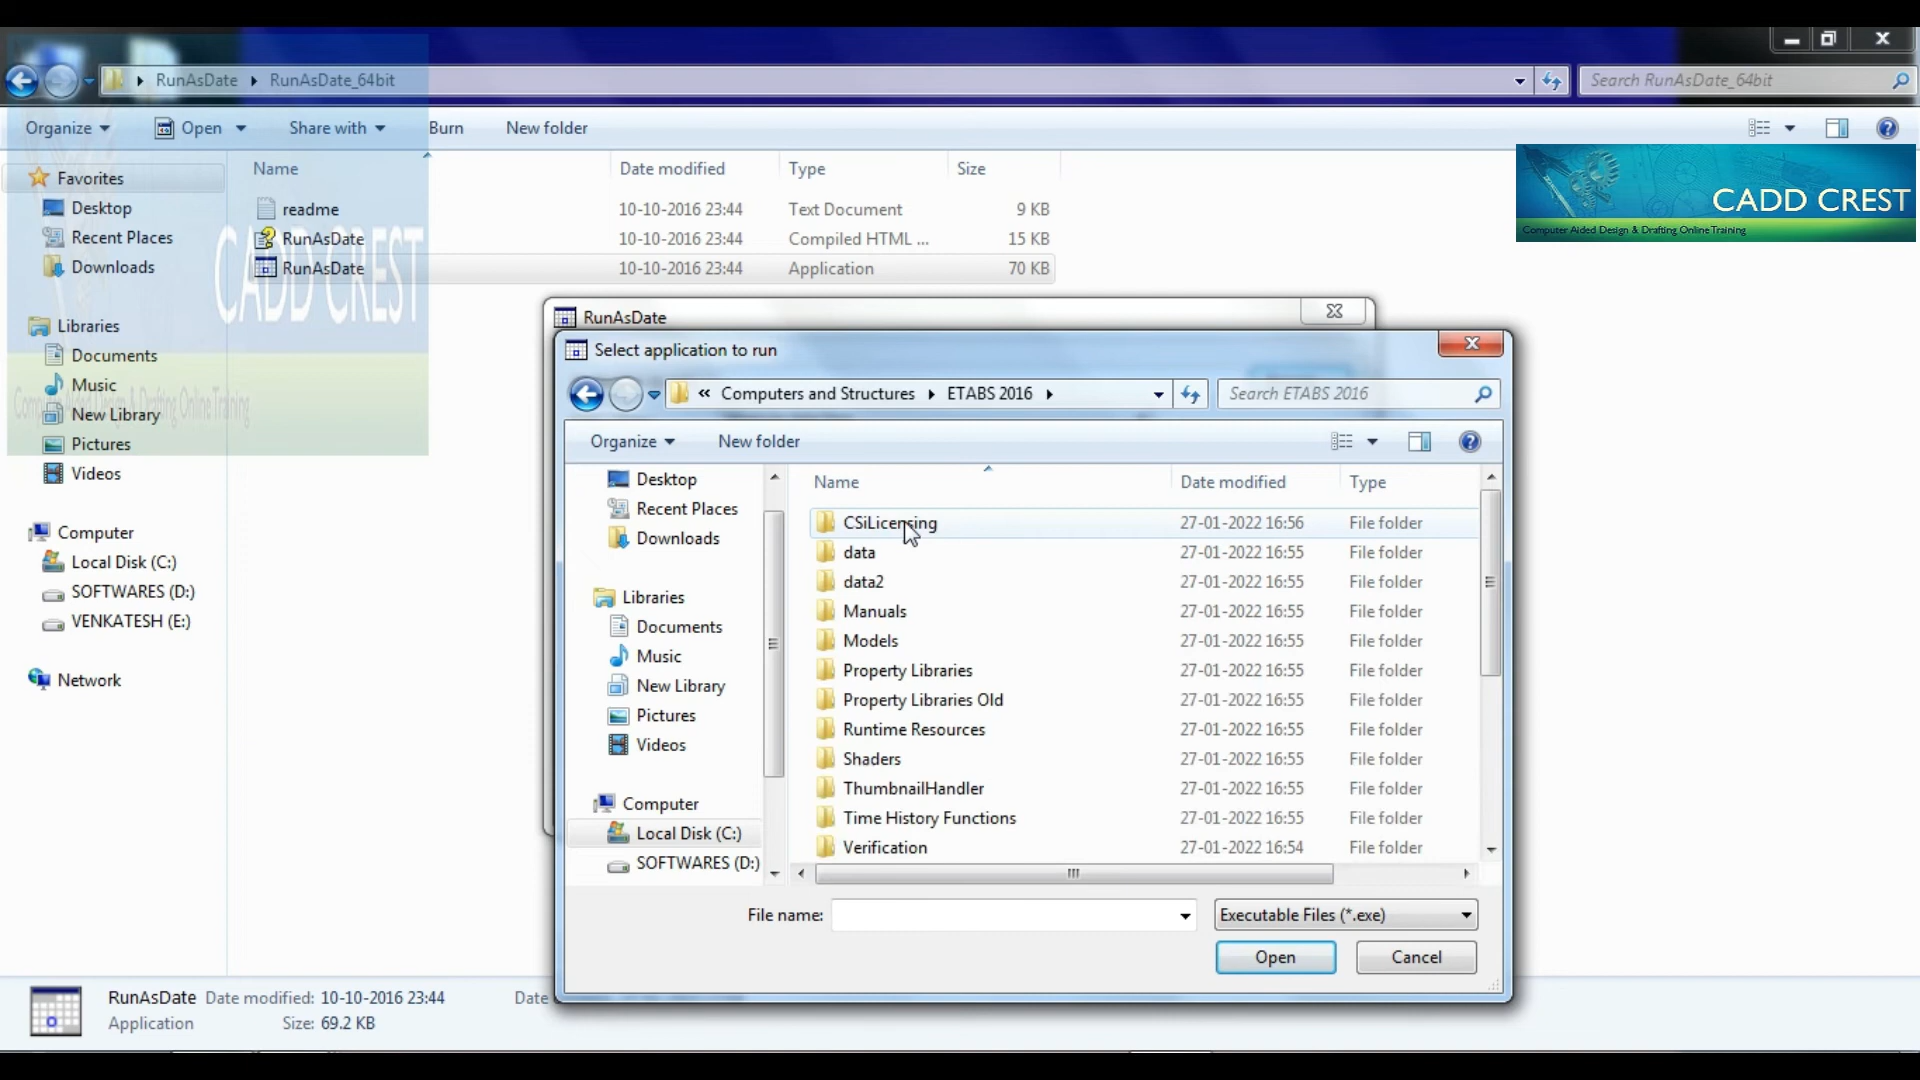 RunAsDate RunAsDate_64bit
Search RunAsDate_64bit
Organize Open Share with Burn New folder
CADD CREST
Computer Aided Design & Drafting Online Training
Favorites
Desktop
Recent Places
Downloads
Libraries
Documents
Music
New Library
Pictures
Videos
Computer
Local Disk (C:)
SOFTWARES (D:)
VENKATESH (E:)
Network
CADD CREST
Computer Aided Design & Drafting Online Training
Name Date modified Type Size
readme 10-10-2016 23:44 Text Document 9 KB
RunAsDate 10-10-2016 23:44 Compiled HTML ... 15 KB
RunAsDate 10-10-2016 23:44 Application 70 KB
RunAsDate
Select application to run
« Computers and Structures ETABS 2016
Search ETABS 2016
Organize New folder
Desktop
Recent Places
Downloads
Libraries
Documents
Music
New Library
Pictures
Videos
Computer
Local Disk (C:)
SOFTWARES (D:)
Name Date modified Type
CSiLicensing 27-01-2022 16:56 File folder
data 27-01-2022 16:55 File folder
data2 27-01-2022 16:55 File folder
Manuals 27-01-2022 16:55 File folder
Models 27-01-2022 16:55 File folder
Property Libraries 27-01-2022 16:55 File folder
Property Libraries Old 27-01-2022 16:55 File folder
Runtime Resources 27-01-2022 16:55 File folder
Shaders 27-01-2022 16:55 File folder
ThumbnailHandler 27-01-2022 16:55 File folder
Time History Functions 27-01-2022 16:55 File folder
Verification 27-01-2022 16:54 File folder
File name: Executable Files (*.exe)
Open Cancel
RunAsDate Date modified: 10-10-2016 23:44 Date
Application Size: 69.2 KB